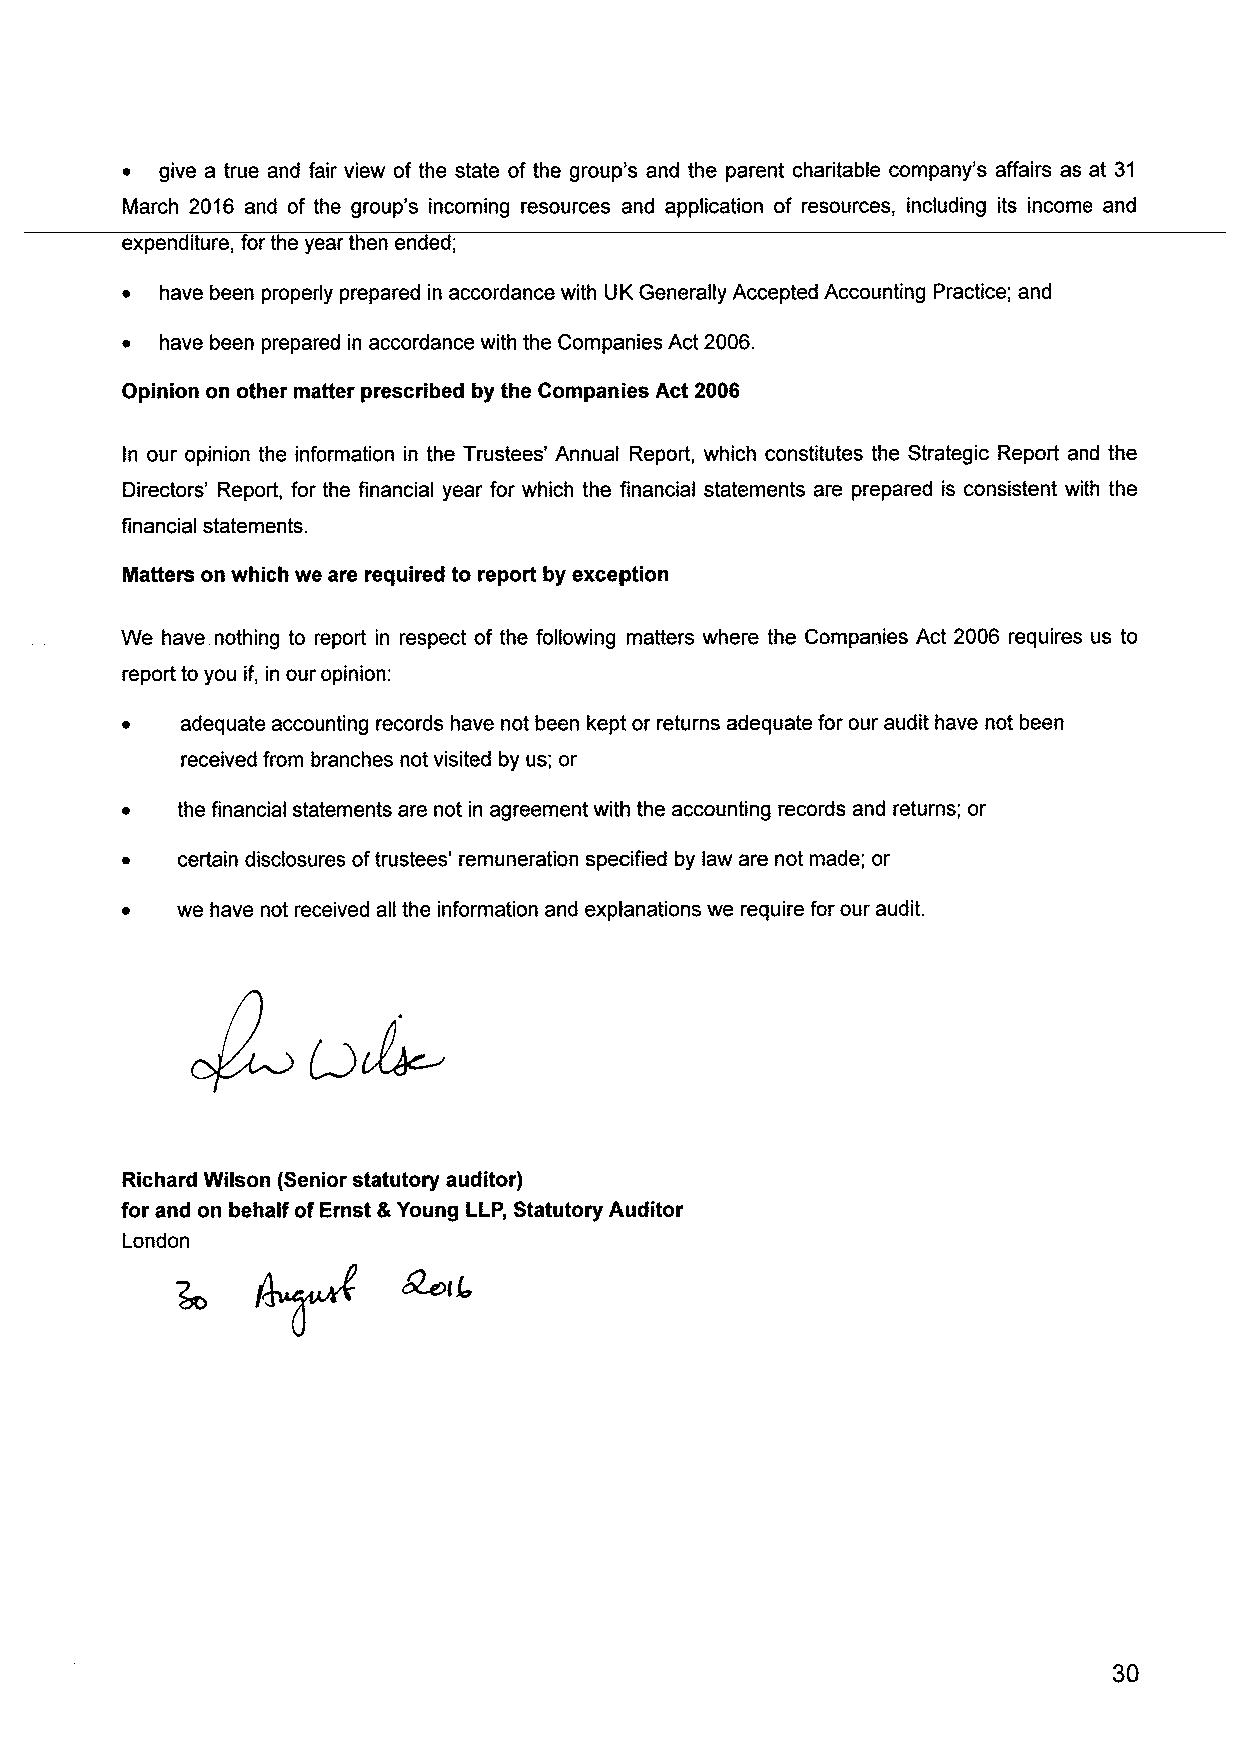 • give a true and fair view of the state of the group's and the parent charitable company's affairs as at 31
March 2016 and of the group's incoming resources and application of resources, including its income and
expenditure, for the year then ended;
• have been properly prepared in accordance with UK Generally Accepted Accounting Practice; and
• have been prepared in accordance with the Companies Act 2006.
Opinion on other matter prescribed by the Companies Act 2006
In our opinion the information in the Trustees' Annual Report, which constitutes the Strategic Report and the
Directors' Report, for the financial year for which the financial statements are prepared is consistent with the
financial statements.
Matters on which we are required to report by exception
We have nothing to report in respect of the following matters where the Companies Act 2006 requires us to
report to you if, in our opinion:
• adequate accounting records have not been kept or returns adequate for our audit have not been
received from branches not visited by us; or
• the financial statements are not in agreement with the accounting records and returns; or
• certain disclosures of trustees' remuneration specified by law are not made; or
• we have not received all the information and explanations we require for our audit.
Richard Wilson (Senior statutory auditor)
for and on behalf of Ernst & Young LLP, Statutory Auditor
London
30 August 2016
30